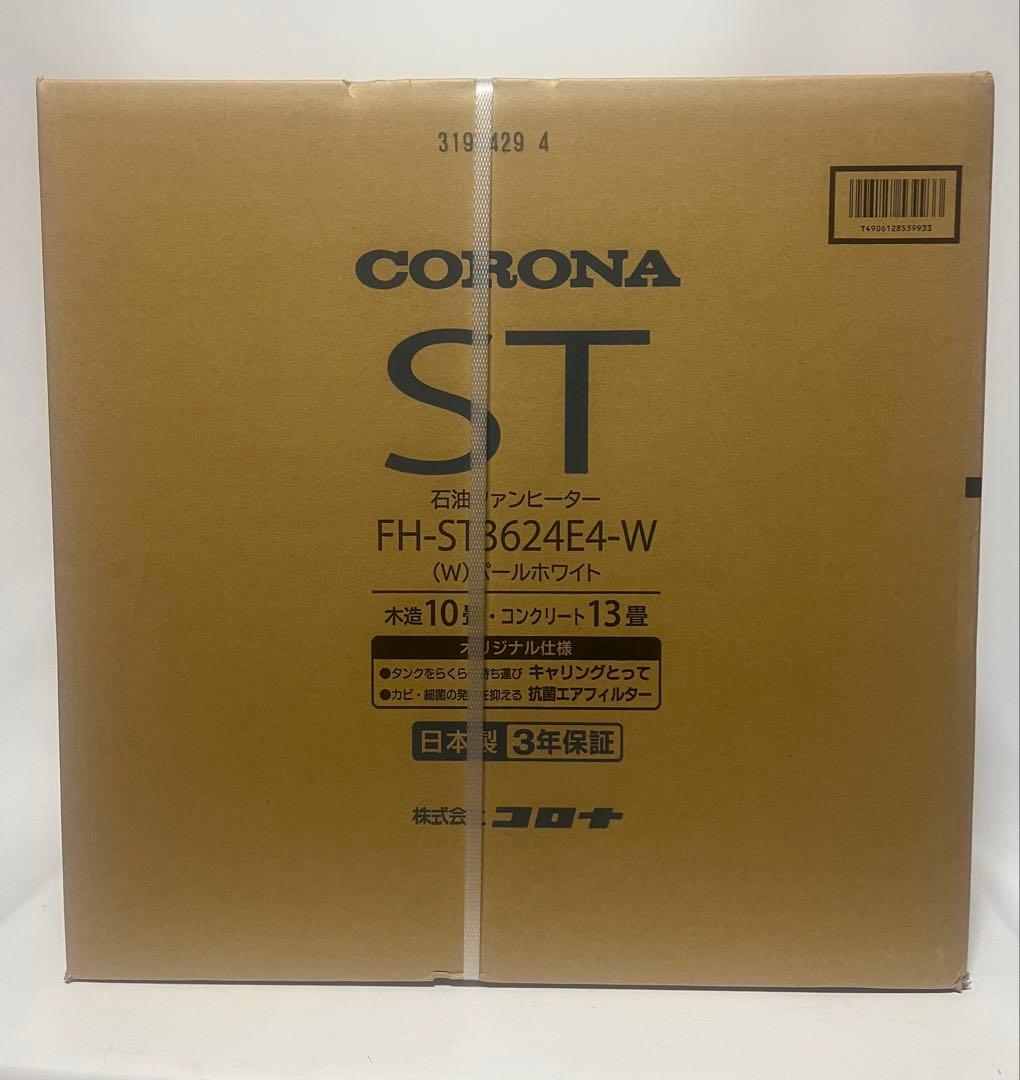 319 429 4
T4906128539933
CORONA
ST
石油ファンヒーター
FH-ST3624E4-W
(W)パールホワイト
木造10畳・コンクリート13畳
オリジナル仕様
●タンクをらくらく持ち運び キャリングとって
●カビ・細菌の発生を抑える 抗菌エアフィルター
日本製 3年保証
株式会社 コロナ